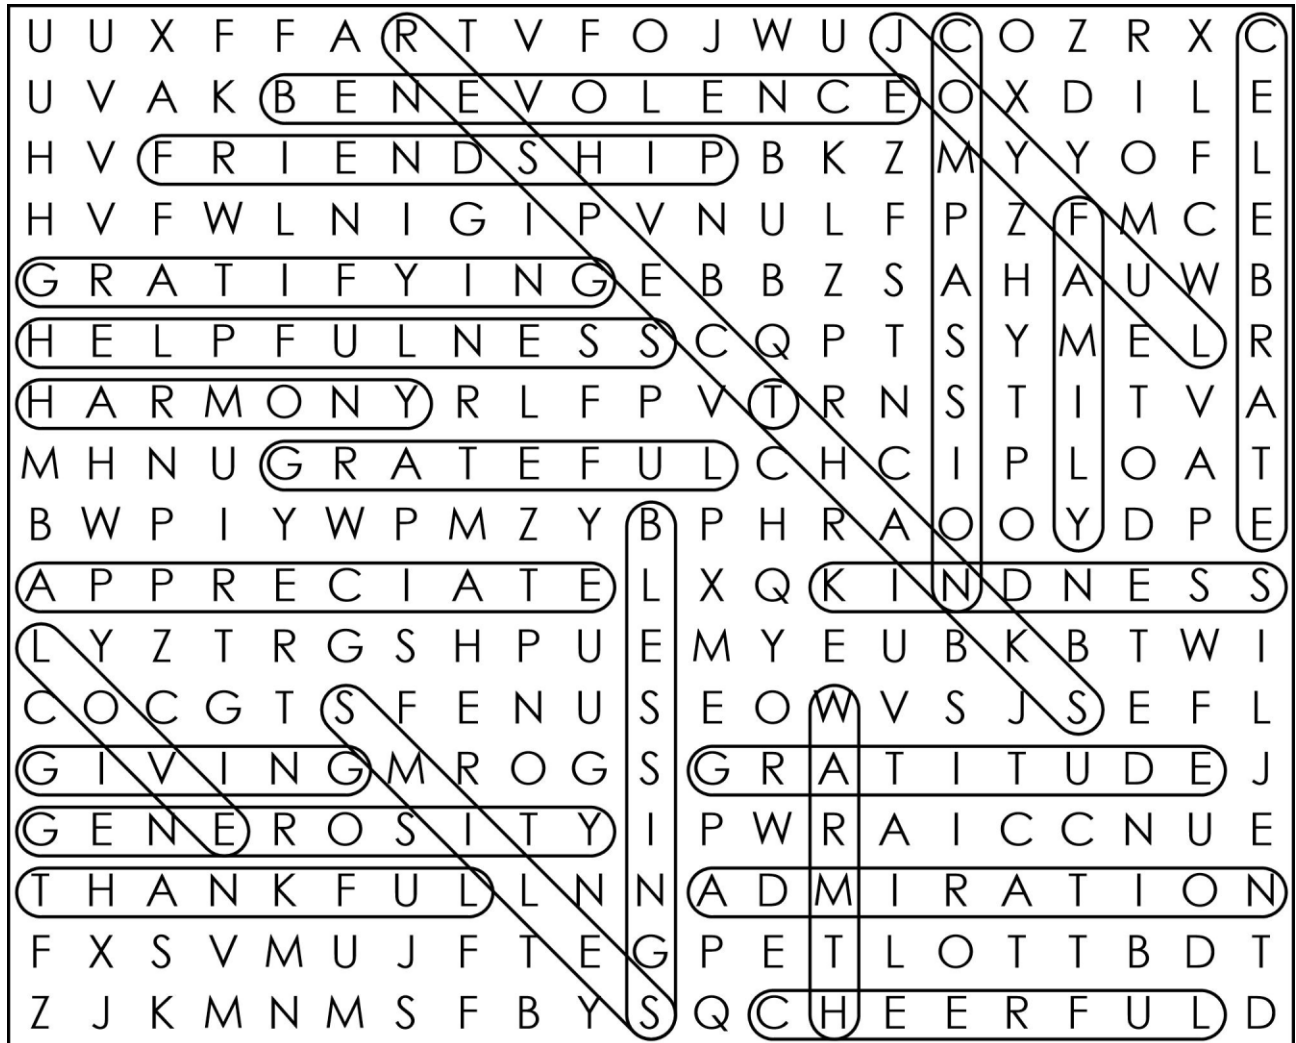 U U X F F A R T V F O J W U J C O Z R X C
U V A K B E N E V O L E N C E O X D I L E
H V F R I E N D S H I P B K Z M Y Y O F L
H V F W L N I G I P V N U L F P Z F M C E
G R A T I F Y I N G E B B Z S A H A U W B
H E L P F U L N E S S C Q P T S Y M E L R
H A R M O N Y R L F P V T R N S T I T V A
M H N U G R A T E F U L C H C I P L O A T
B W P I Y W P M Z Y B P H R A O O Y D P E
A P P R E C I A T E L X Q K I N D N E S S
L Y Z T R G S H P U E M Y E U B K B T W I
C O C G T S F E N U S E O W V S J S E F L
G I V I N G M R O G S G R A T I T U D E J
G E N E R O S I T Y I P W R A I C C N U E
T H A N K F U L L N N A D M I R A T I O N
F X S V M U J F T E G P E T L O T T B D T
Z J K M N M S F B Y S Q C H E E R F U L D